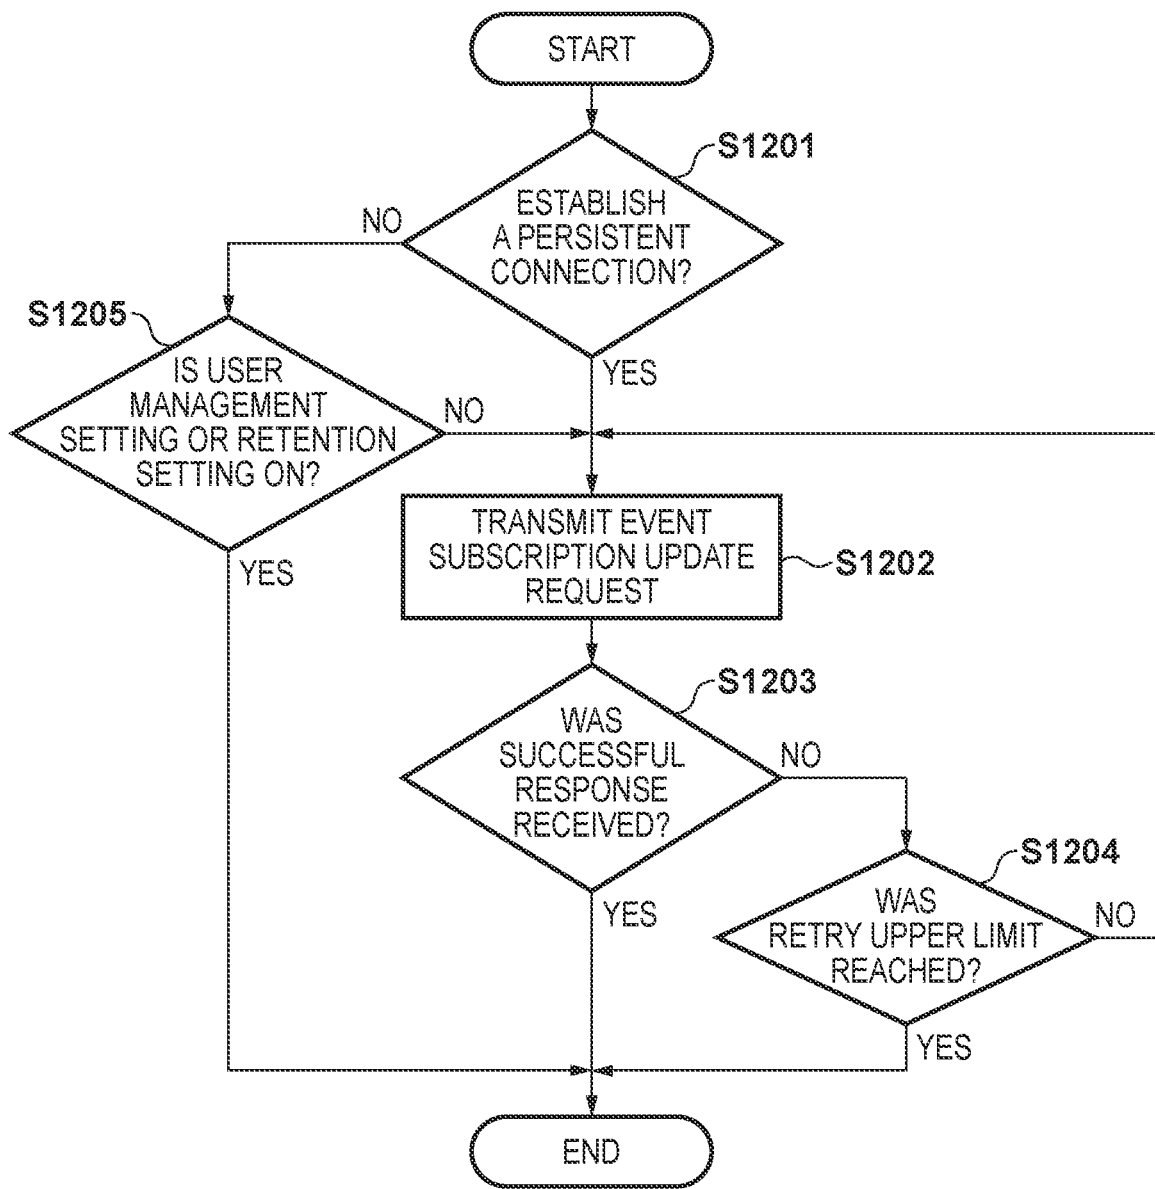 START
S1201
ESTABLISH
A PERSISTENT
CONNECTION?
NO
YES
S1205
IS USER
MANAGEMENT
SETTING OR RETENTION
SETTING ON?
NO
YES
TRANSMIT EVENT
SUBSCRIPTION UPDATE
REQUEST
S1202
S1203
WAS
SUCCESSFUL
RESPONSE
RECEIVED?
NO
YES
S1204
WAS
RETRY UPPER LIMIT
REACHED?
NO
YES
END